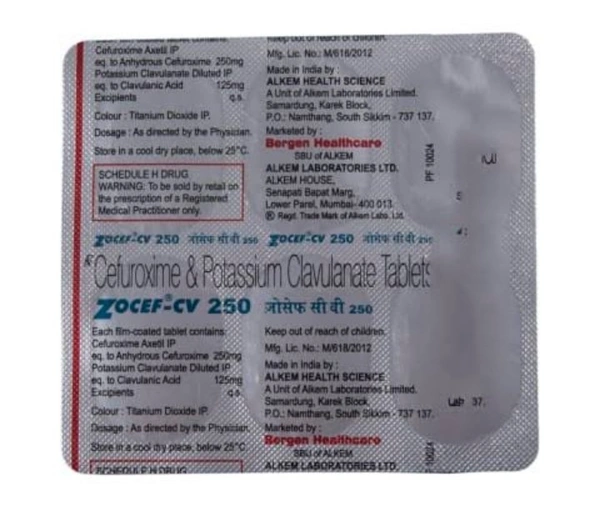 Cefuroxime Axetil IP
eq. to Anhydrous Cefuroxime 250mg
Potassium Clavulanate Diluted IP
eq. to Clavulanic Acid 125mg
Excipients q.s.
Colour : Titanium Dioxide IP.
Dosage : As directed by the Physician.
Store in a cool dry place, below 25°C.
SCHEDULE H DRUG
WARNING: To be sold by retail on
the prescription of a Registered
Medical Practitioner only.
Keep out of reach of children.
Mfg. Lic. No.: M/618/2012
Made in India by :
ALKEM HEALTH SCIENCE
A Unit of Alkem Laboratories Limited.
Samardung, Karek Block,
P.O.: Namthang, South Sikkim - 737 137.
Marketed by :
Bergen Healthcare
SBU of ALKEM
ALKEM LABORATORIES LTD.
ALKEM HOUSE,
Senapati Bapat Marg,
Lower Parel, Mumbai- 400 013.
® Regd. Trade Mark of Alkem Labs. Ltd.
PF 10024
ZOCEF-CV 250 ज़ोसेफ सी वी 250 ZOCEF-CV 250 ज़ोसेफ सी वी 250
Cefuroxime & Potassium Clavulanate Tablets
ZOCEF®-CV 250 ज़ोसेफ सी वी 250
Each film-coated tablet contains:
Cefuroxime Axetil IP
eq. to Anhydrous Cefuroxime 250mg
Potassium Clavulanate Diluted IP
eq. to Clavulanic Acid 125mg
Excipients q.s.
Colour : Titanium Dioxide IP.
Dosage : As directed by the Physician.
Store in a cool dry place, below 25°C.
SCHEDULE H DRUG
Keep out of reach of children.
Mfg. Lic. No.: M/618/2012
Made in India by :
ALKEM HEALTH SCIENCE
A Unit of Alkem Laboratories Limited.
Samardung, Karek Block,
P.O.: Namthang, South Sikkim - 737 137.
Marketed by :
Bergen Healthcare
SBU of ALKEM
ALKEM LABORATORIES LTD.
Lab 37.
10024